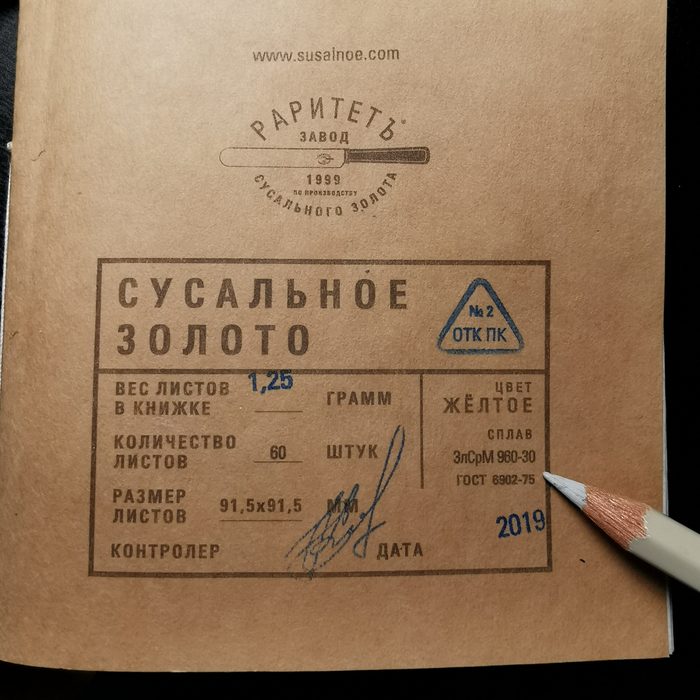 www.susalnoe.com
РАРИТЕТЪ
ЗАВОД
1999
ПО ПРОИЗВОДСТВУ
СУСАЛЬНОГО ЗОЛОТА
СУСАЛЬНОЕ
ЗОЛОТО
№ 2
ОТК ПК
ВЕС ЛИСТОВ
В КНИЖКЕ
1,25
ГРАММ
КОЛИЧЕСТВО
ЛИСТОВ
60
ШТУК
РАЗМЕР
ЛИСТОВ
91,5х91,5
ММ
ЦВЕТ
ЖЁЛТОЕ
СПЛАВ
ЗлСрМ 960-30
ГОСТ 6902-75
КОНТРОЛЕР
ДАТА
2019